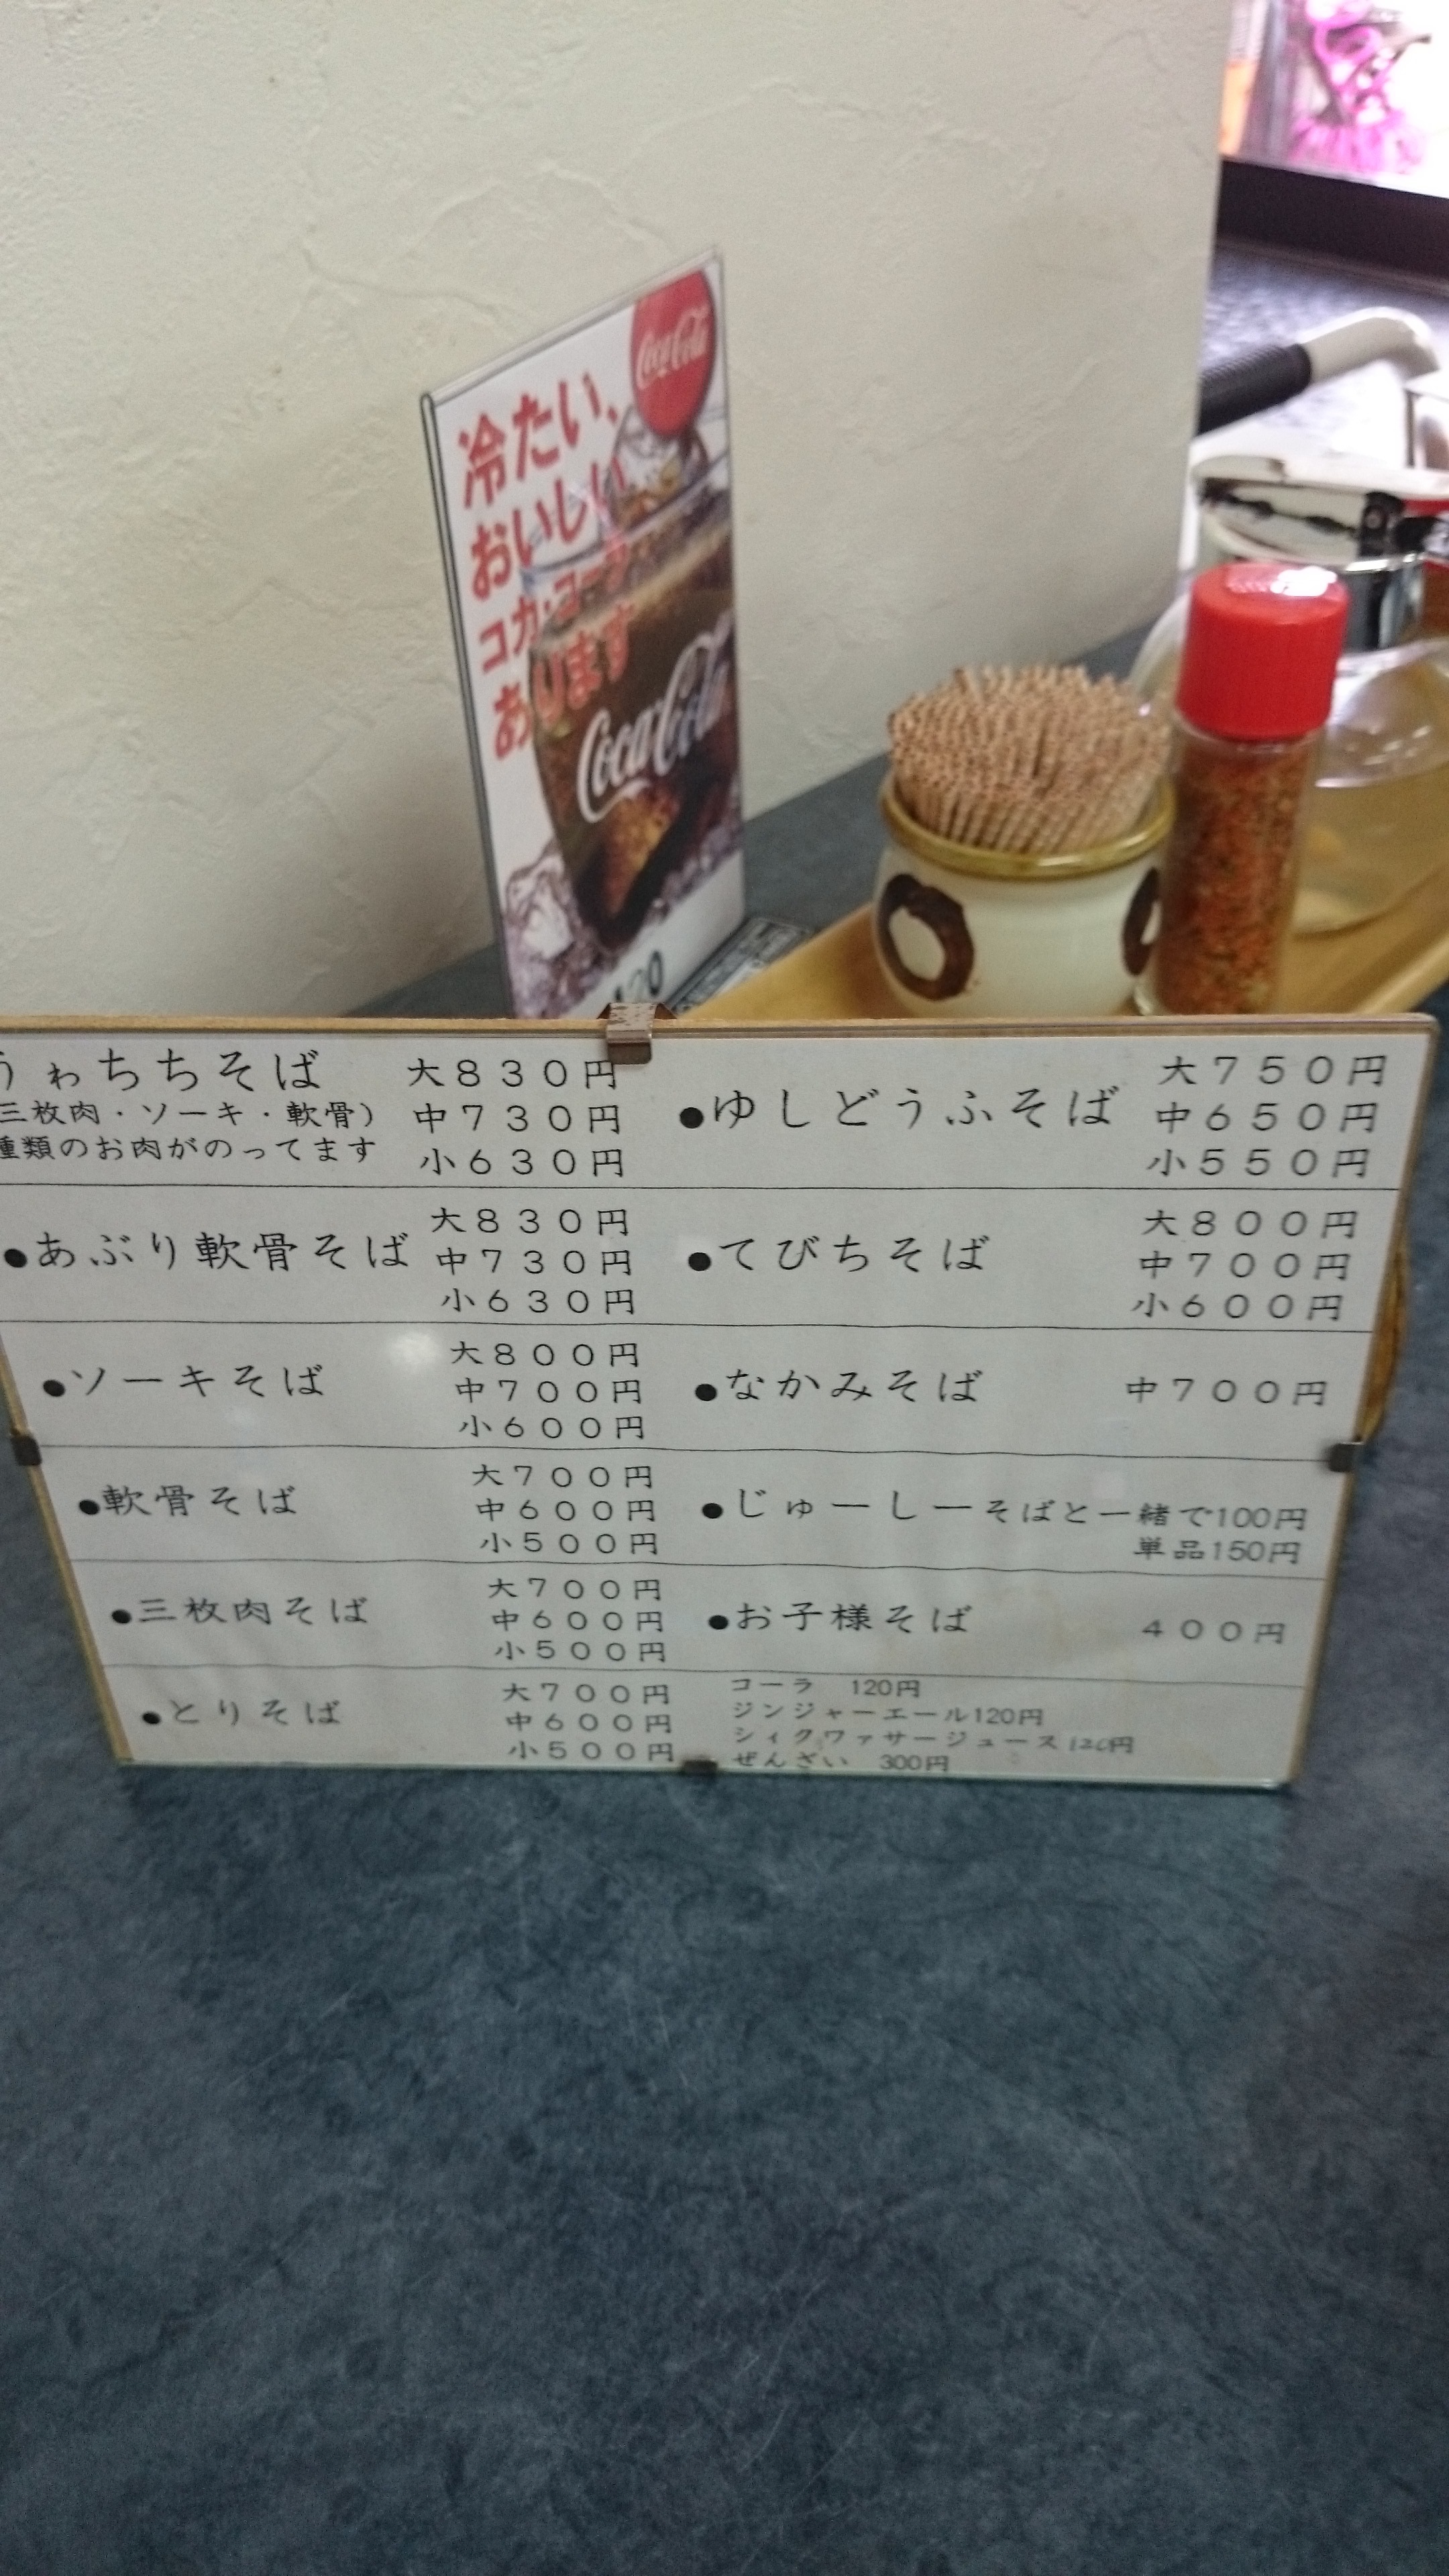 Coca-Cola
冷たい、
おいしい
コカ・コーラ
あります
Coca-Cola
うわちちそば
大830円
三枚肉・ソーキ・軟骨)
中730円
種類のお肉がのってます
小630円
●ゆしどうふそば
大750円
中650円
小550円
●あぶり軟骨そば
大830円
中730円
小630円
●てびちそば
大800円
中700円
小600円
●ソーキそば
大800円
中700円
小600円
●なかみそば 中700円
●軟骨そば
大700円
中600円
小500円
●じゅーしーそばと一緒で100円
単品150円
●三枚肉そば
大700円
中600円
小500円
●お子様そば 400円
●とりそば
大700円
中600円
小500円
コーラ 120円
ジンジャーエール120円
シィクワァサージュース120円
ぜんざい 300円